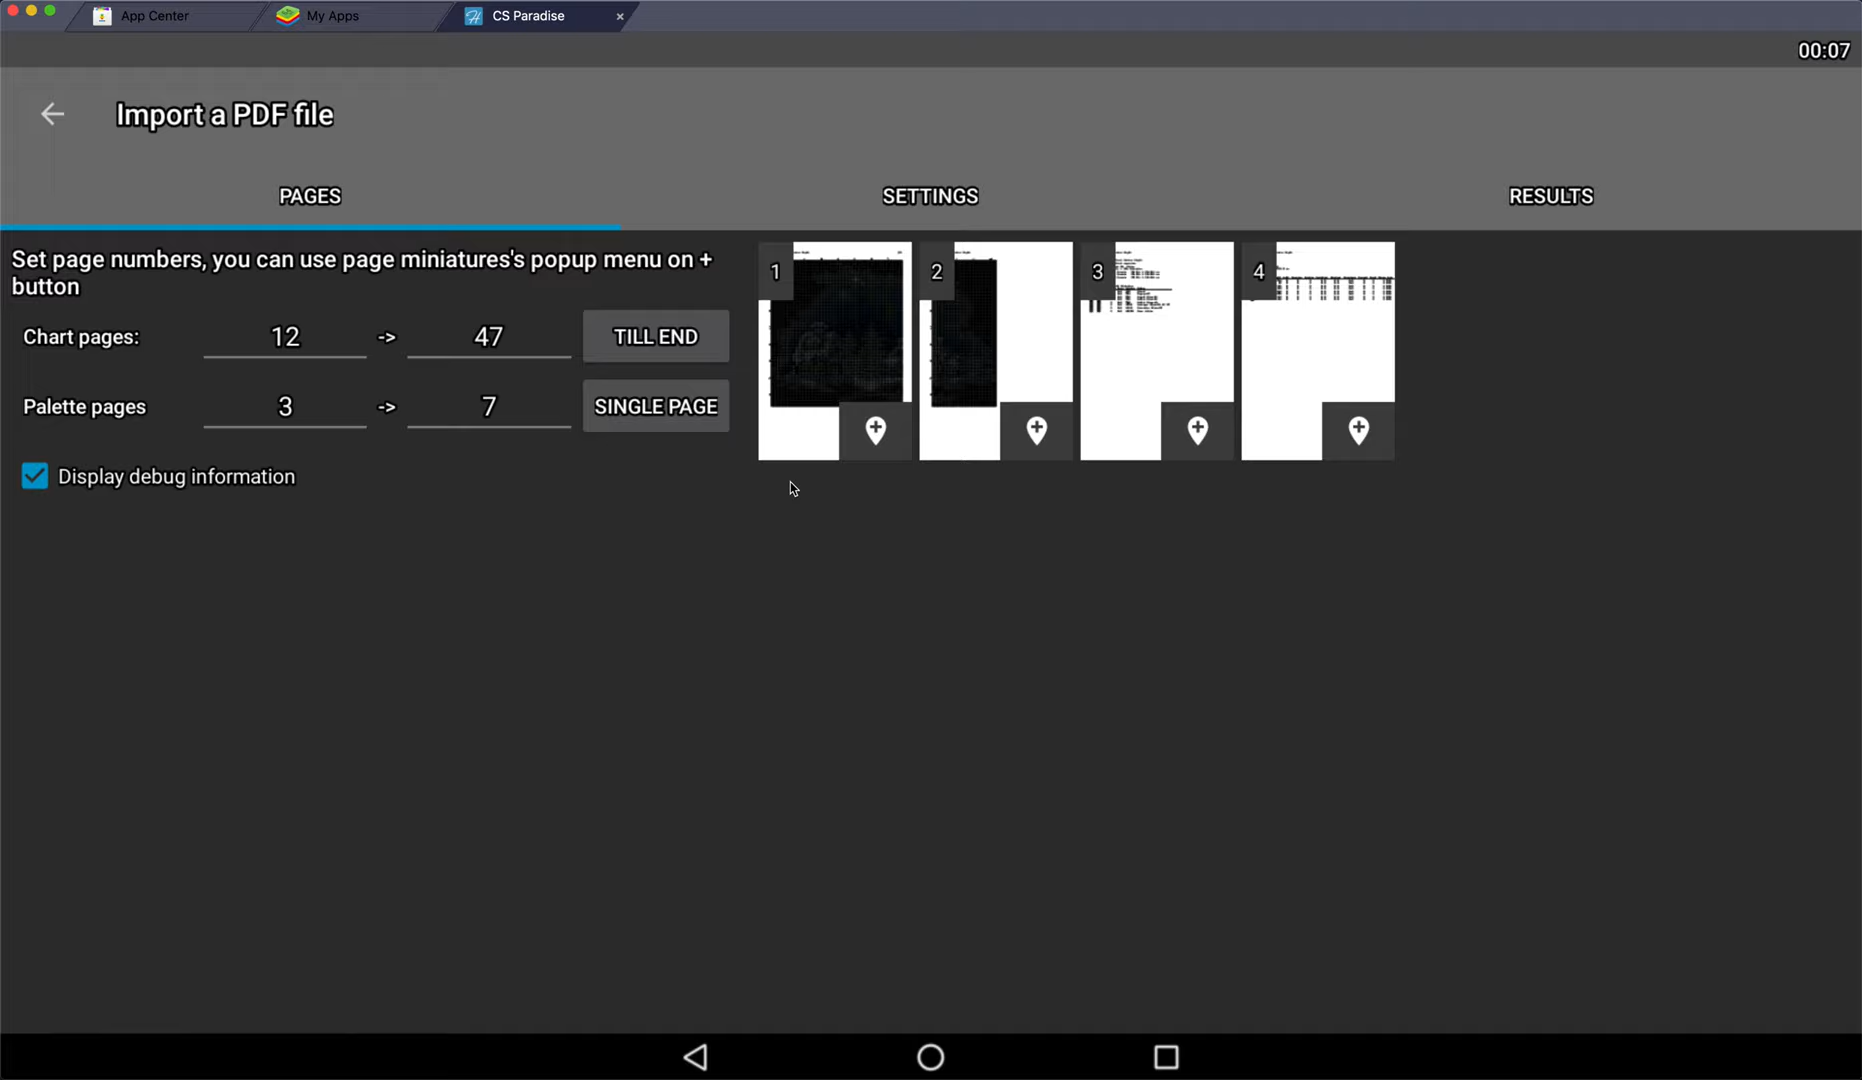 App Center
My Apps
CS Paradise
00:07
Import a PDF file
PAGES
SETTINGS
RESULTS
Set page numbers, you can use page miniatures's popup menu on +
button
Chart pages: 12 -> 47 TILL END
Palette pages 3 -> 7 SINGLE PAGE
Display debug information
1
2
3
4